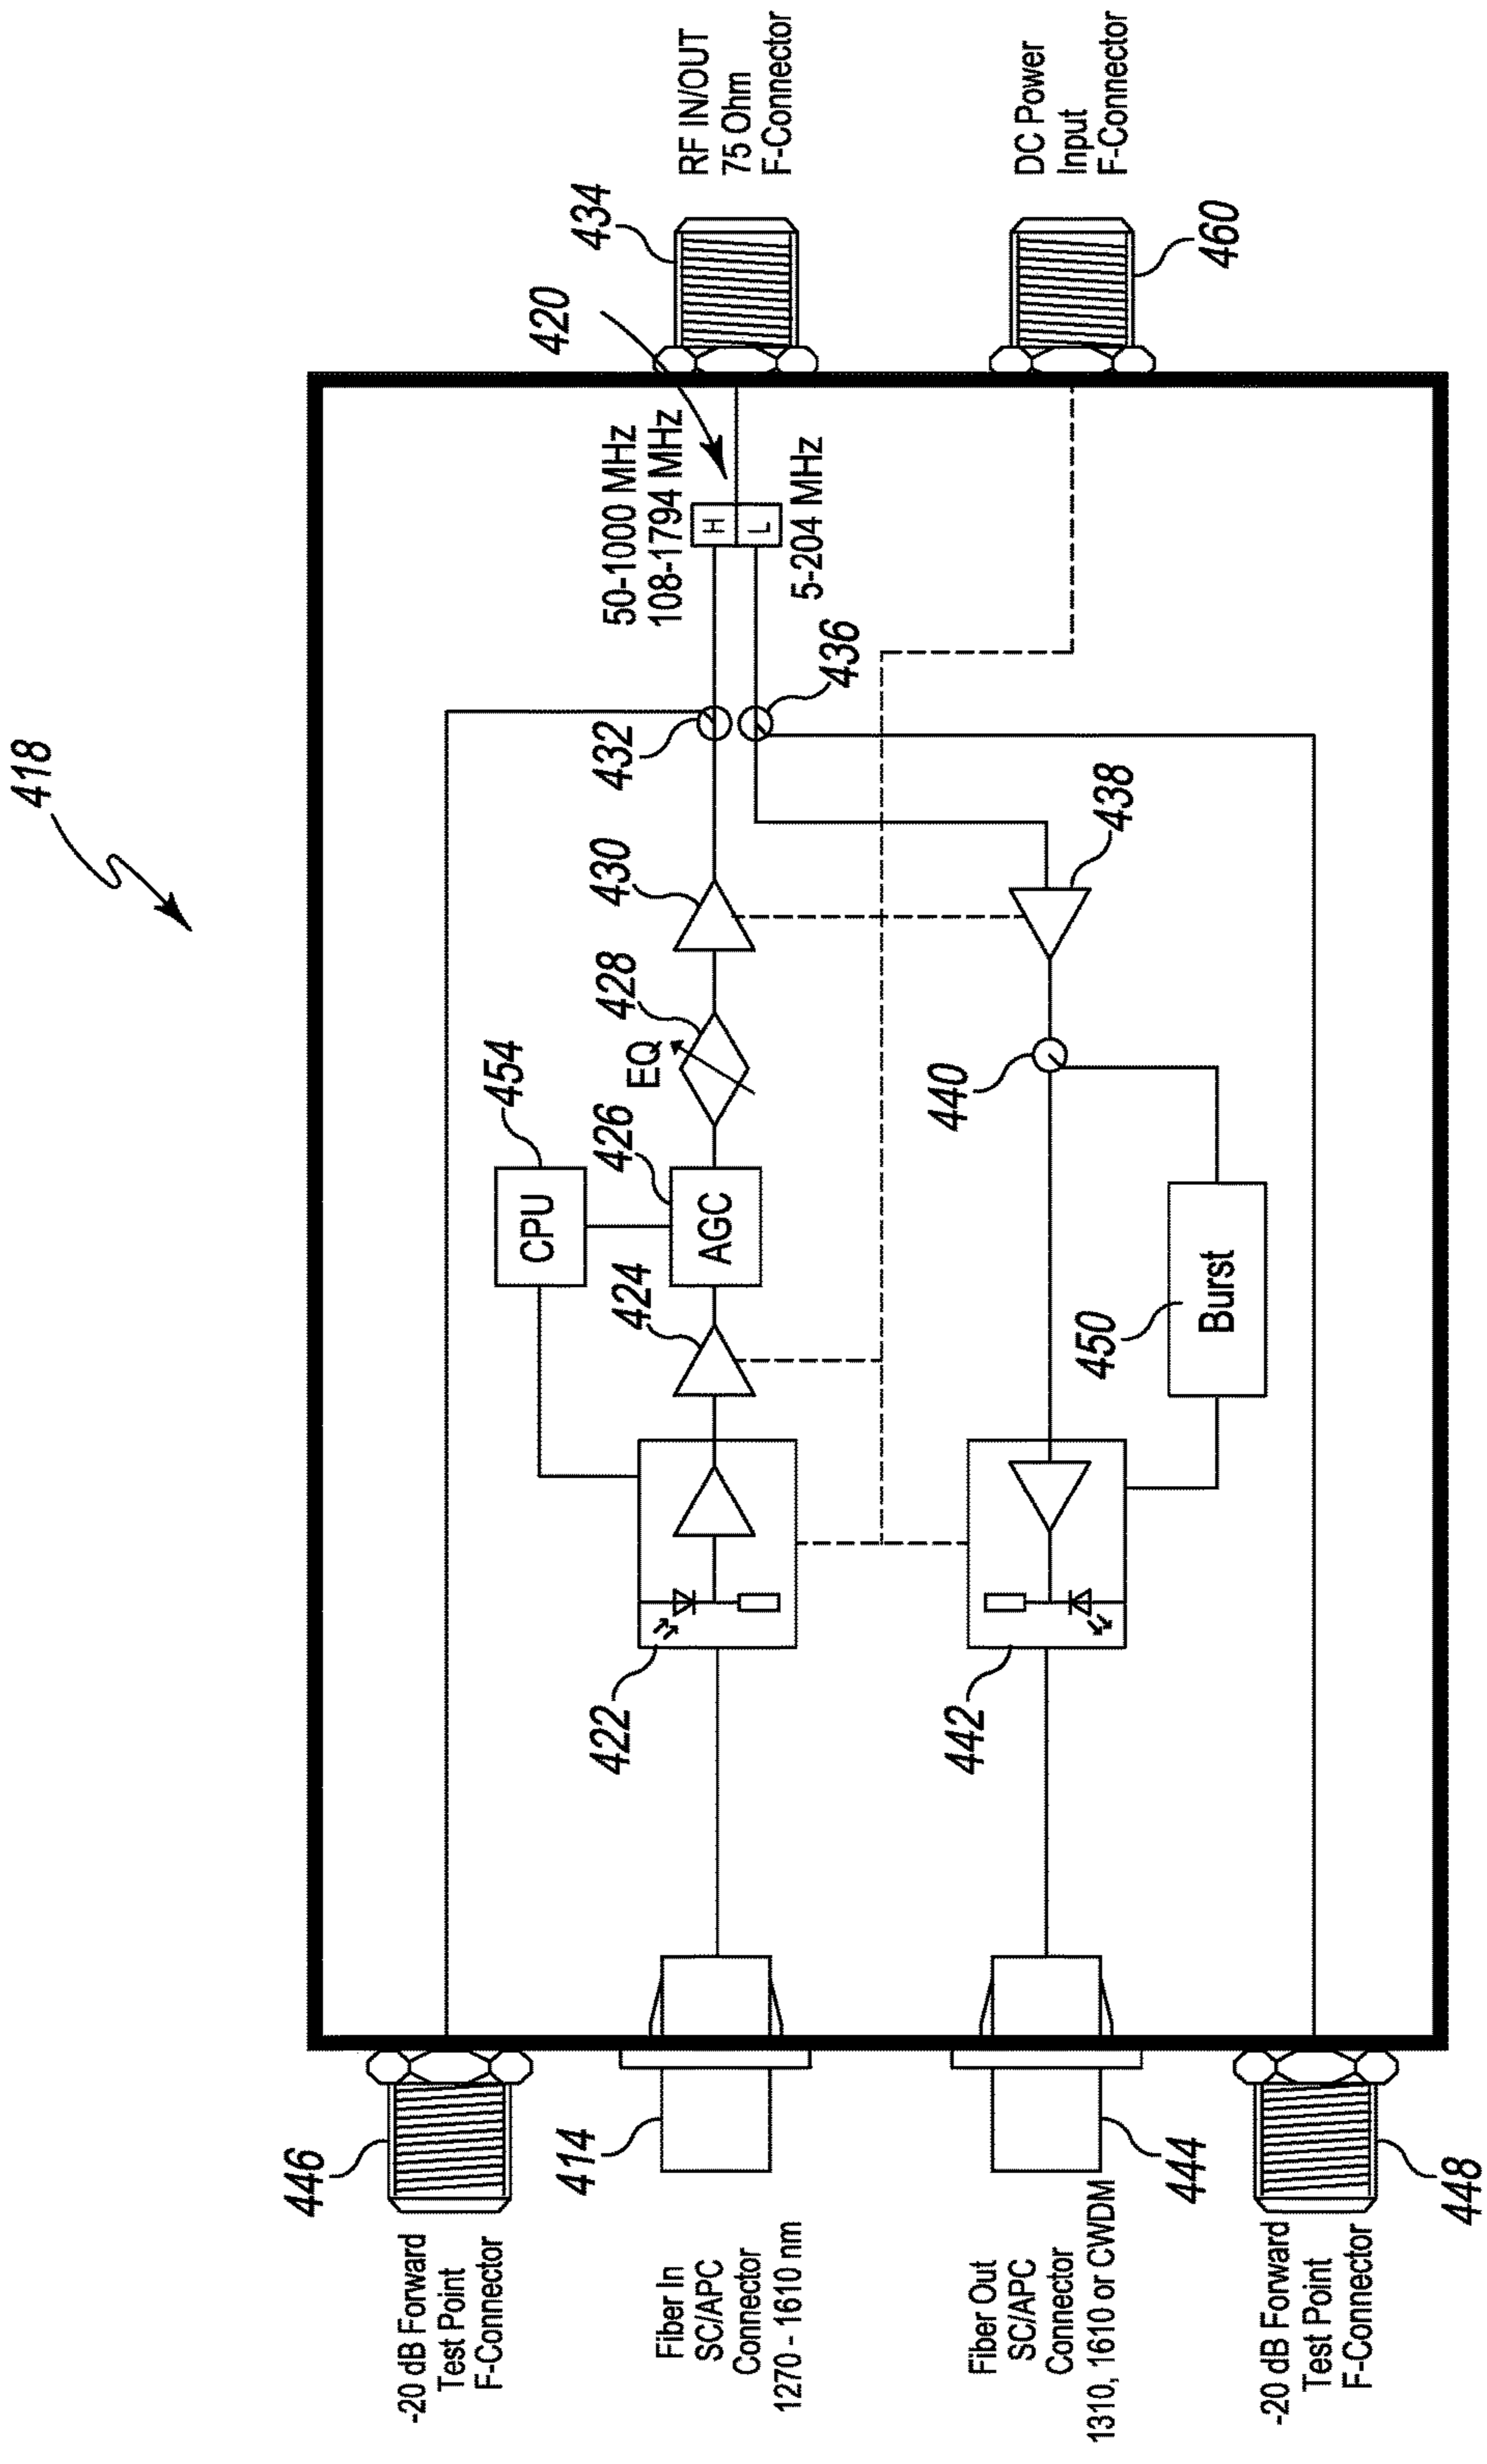 418
420
434
RF IN/OUT
75 Ohm
F-Connector
50-1000 MHz
108-1794 MHz
H
L
5-204 MHz
DC Power
Input
F-Connector
460
446
-20 dB Forward
Test Point
F-Connector
454
CPU
422
424
426
AGC
EQ
428
430
432
436
414
Fiber In
SC/APC
Connector
1270 - 1610 nm
438
440
442
450
Burst
444
Fiber Out
SC/APC
Connector
1310, 1610 or CWDM
448
-20 dB Forward
Test Point
F-Connector